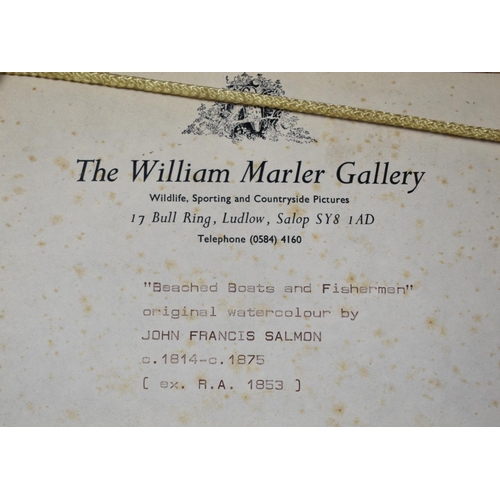 The William Marler Gallery
Wildlife, Sporting and Countryside Pictures
17 Bull Ring, Ludlow, Salop SY8 1AD
Telephone (0584) 4160
"Beached Boats and Fishermen"
original watercolour by
JOHN FRANCIS SALMON
c.1814-c.1875
[ ex. R.A. 1853 ]